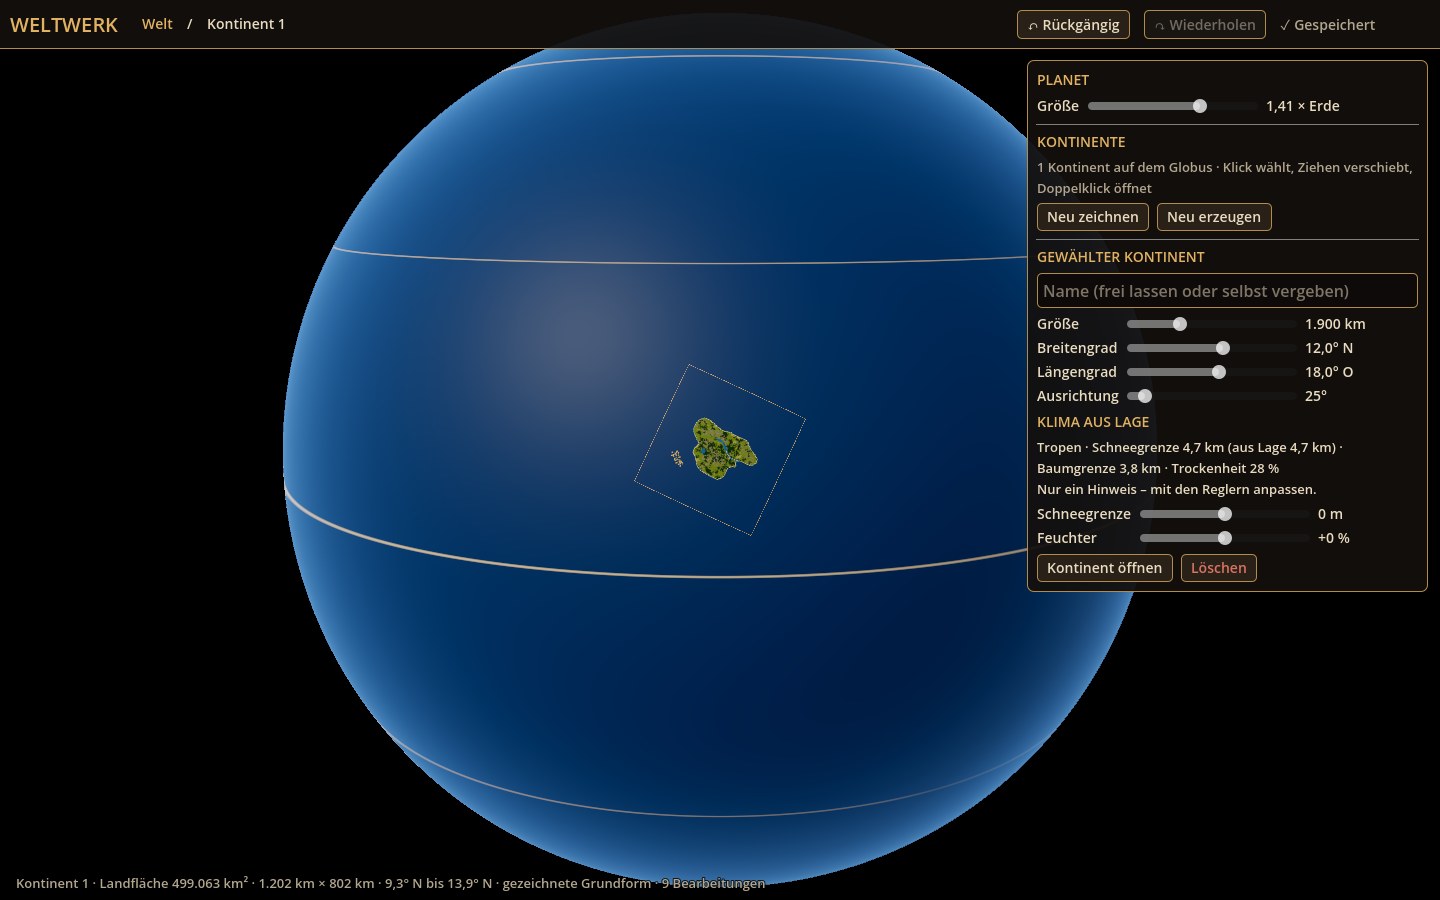 WELTWERK Welt / Kontinent 1 Rückgängig Wiederholen ✓ Gespeichert
PLANET
Größe 1,41 × Erde
KONTINENTE
1 Kontinent auf dem Globus · Klick wählt, Ziehen verschiebt,
Doppelklick öffnet
Neu zeichnen Neu erzeugen
GEWÄHLTER KONTINENT
Name (frei lassen oder selbst vergeben)
Größe 1.900 km
Breitengrad 12,0° N
Längengrad 18,0° O
Ausrichtung 25°
KLIMA AUS LAGE
Tropen · Schneegrenze 4,7 km (aus Lage 4,7 km) ·
Baumgrenze 3,8 km · Trockenheit 28 %
Nur ein Hinweis – mit den Reglern anpassen.
Schneegrenze 0 m
Feuchter +0 %
Kontinent öffnen Löschen
Kontinent 1 · Landfläche 499.063 km² · 1.202 km × 802 km · 9,3° N bis 13,9° N · gezeichnete Grundform · 9 Bearbeitungen